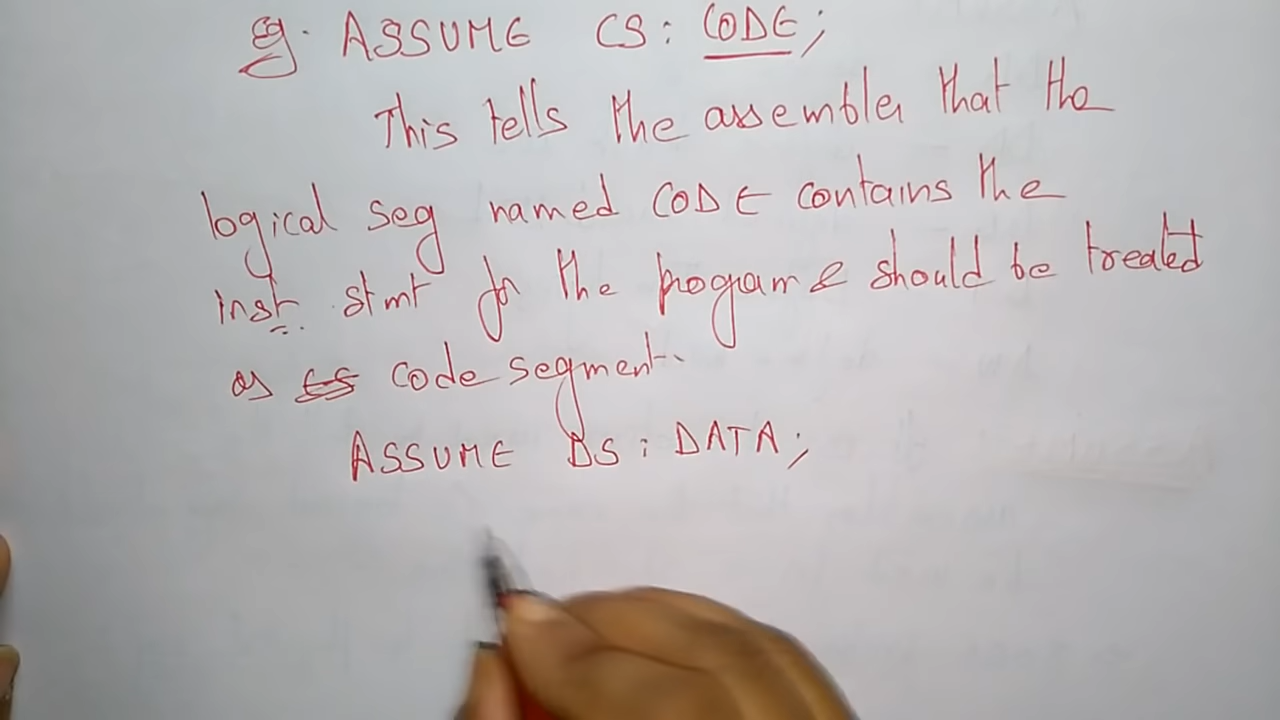 eg. ASSUME CS: CODE;
This tells the assembler that the
logical seg named CODE contains the
instr. stmt for the program & should be treated
as CS code segment.
ASSUME DS: DATA;